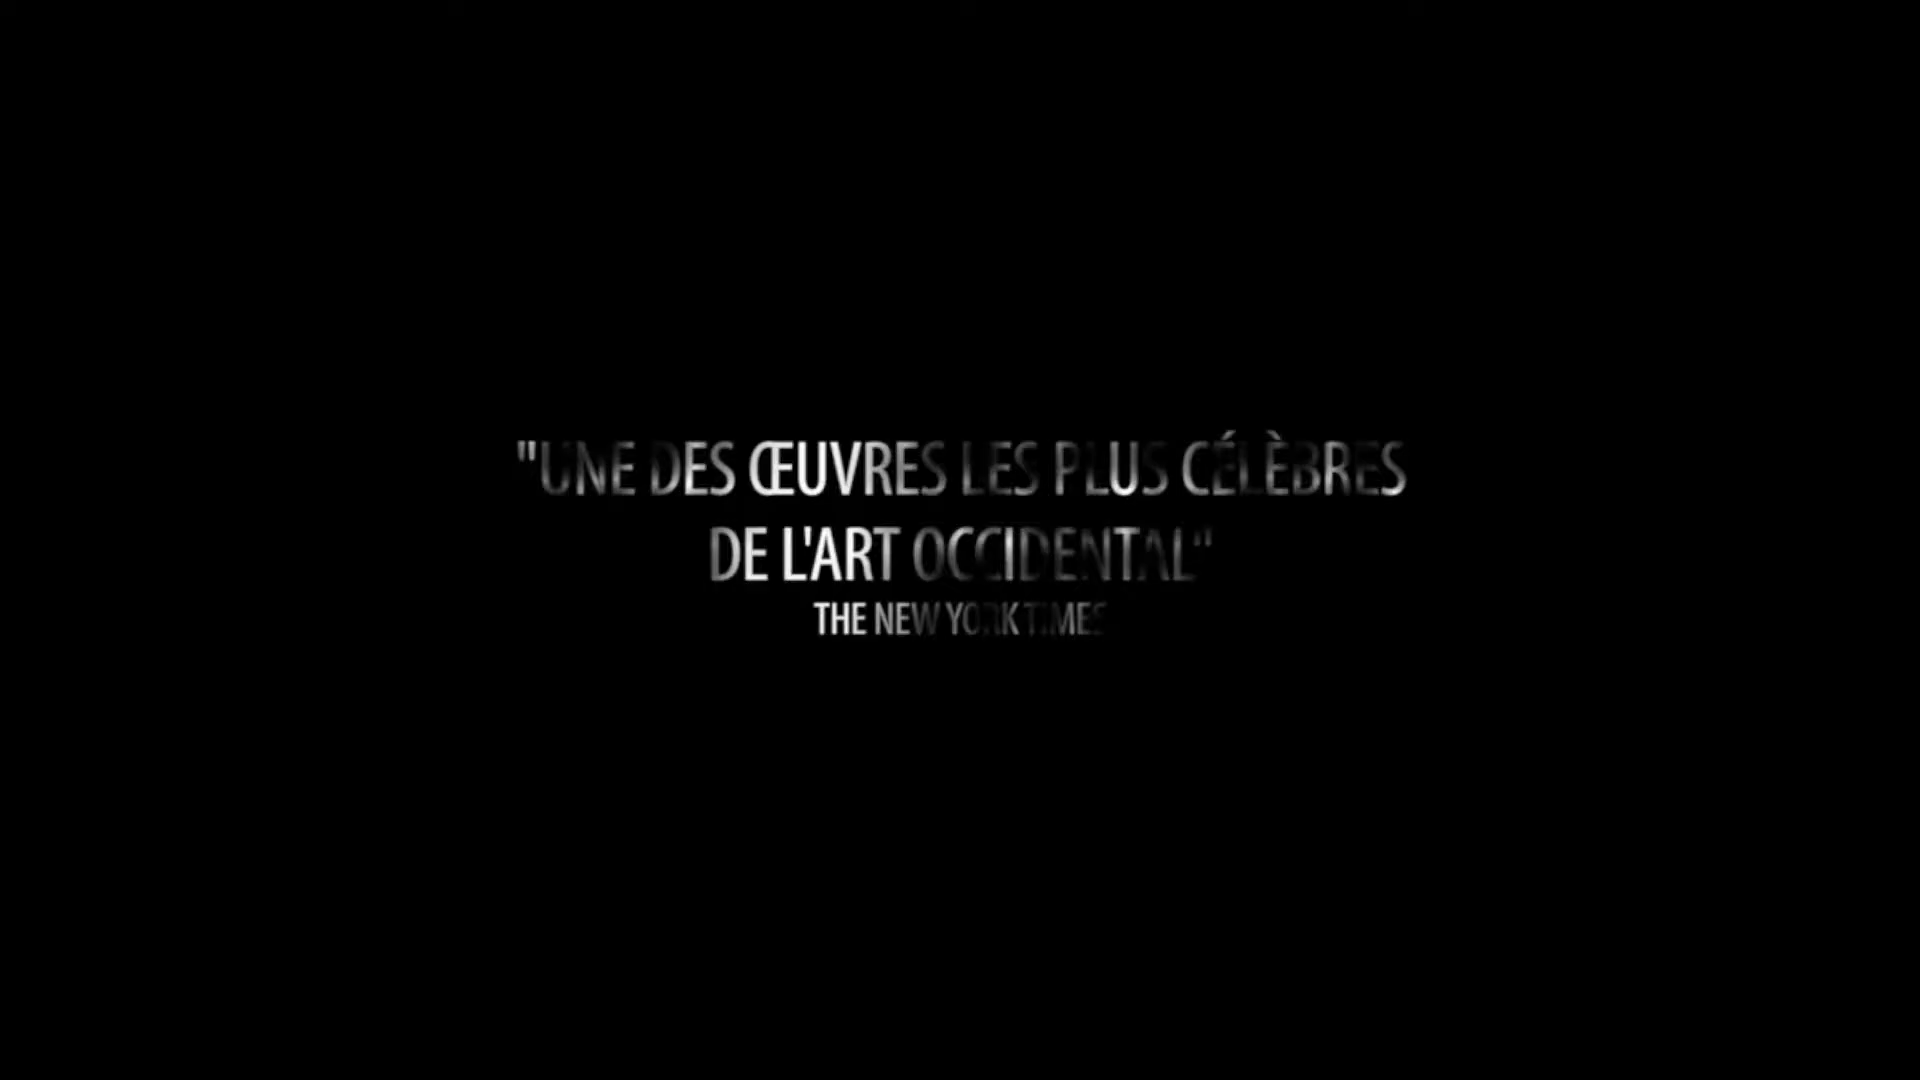 "UNE DES ŒUVRES LES PLUS CÉLÈBRES
DE L'ART OCCIDENTAL"
THE NEW YORK TIMES